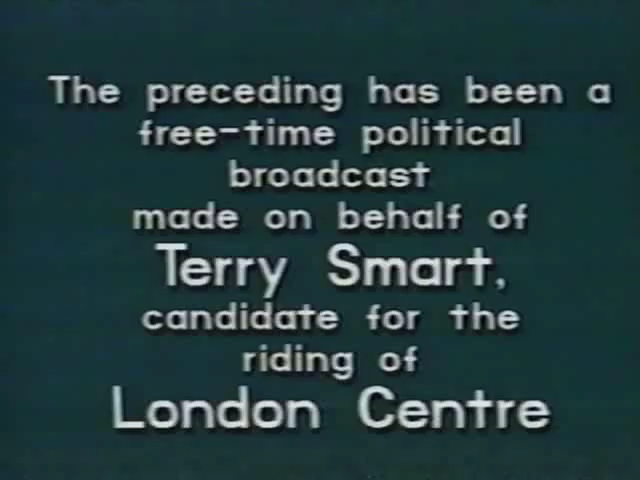 The preceding has been a
free-time political
broadcast
made on behalf of
Terry Smart,
candidate for the
riding of
London Centre